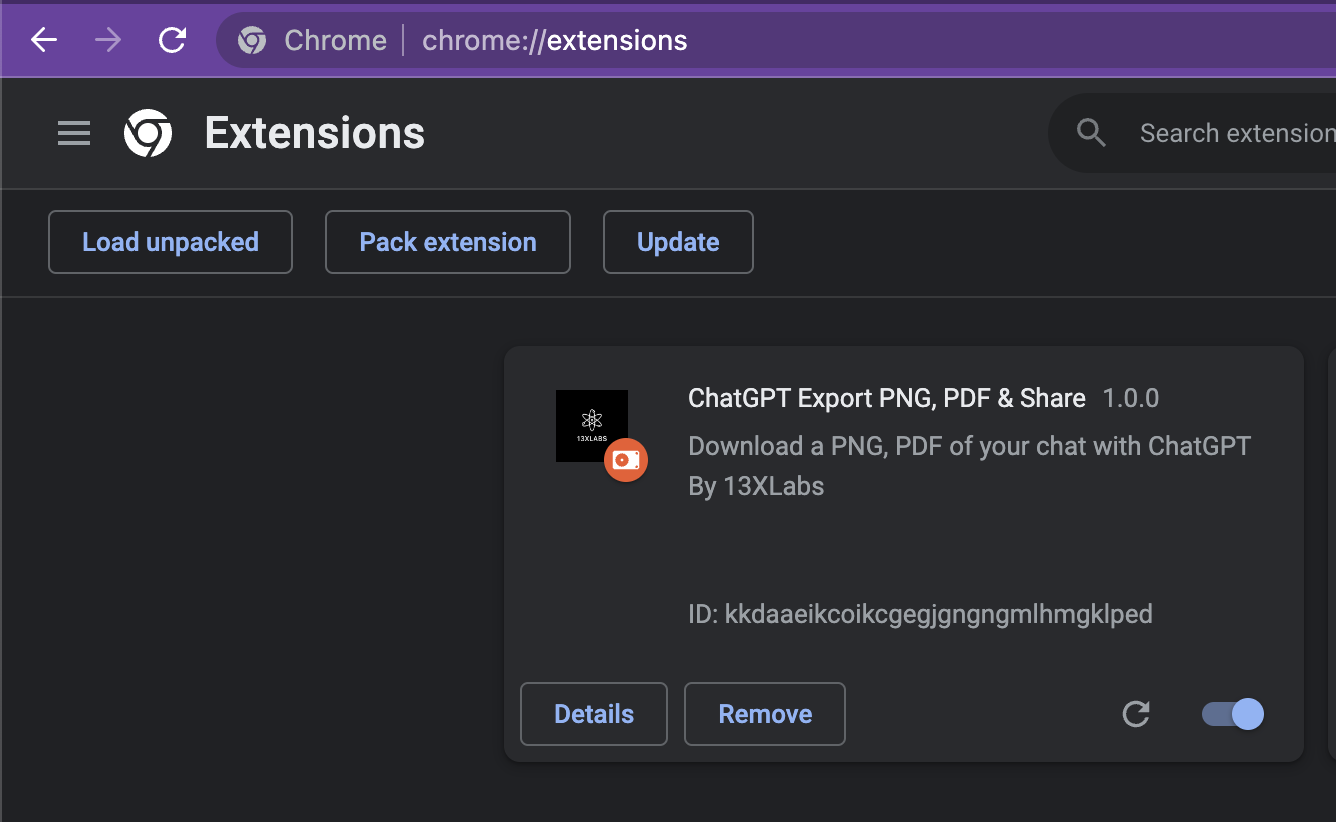 Chrome chrome://extensions
Extensions
Search extension
Load unpacked Pack extension Update
13XLABS
ChatGPT Export PNG, PDF & Share 1.0.0
Download a PNG, PDF of your chat with ChatGPT
By 13XLabs
ID: kkdaaeikcoikcgegjgngngmlhmgklped
Details Remove